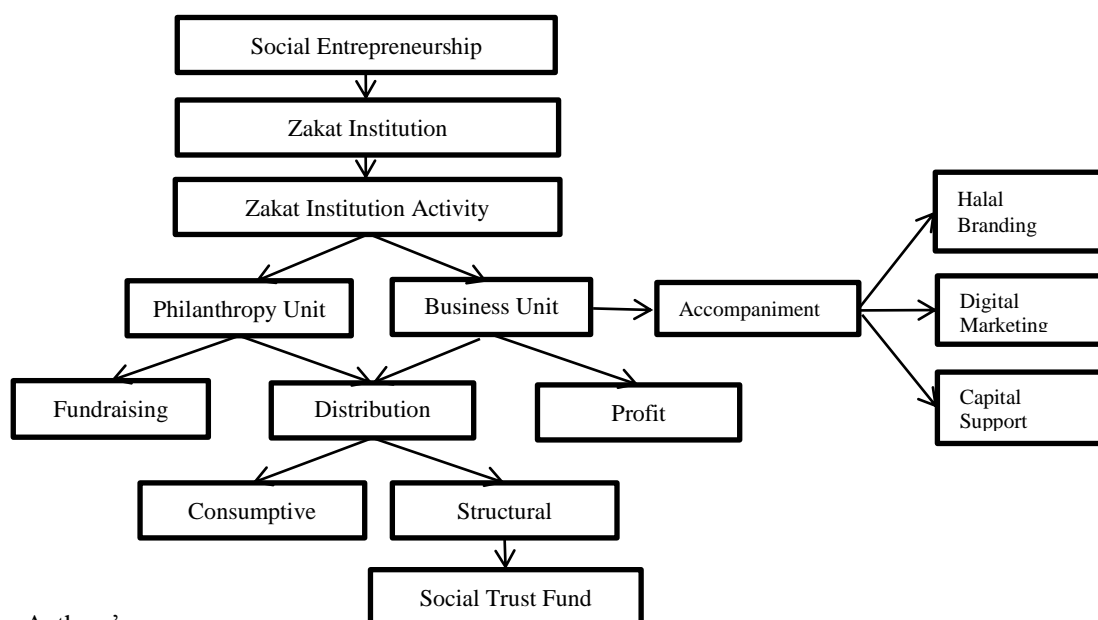 Social Entrepreneurship
Zakat Institution
Zakat Institution Activity
Halal
Branding
Philanthropy Unit
Business Unit
Accompaniment
Digital
Marketing
Fundraising
Distribution
Profit
Capital
Support
Consumptive
Structural
Social Trust Fund